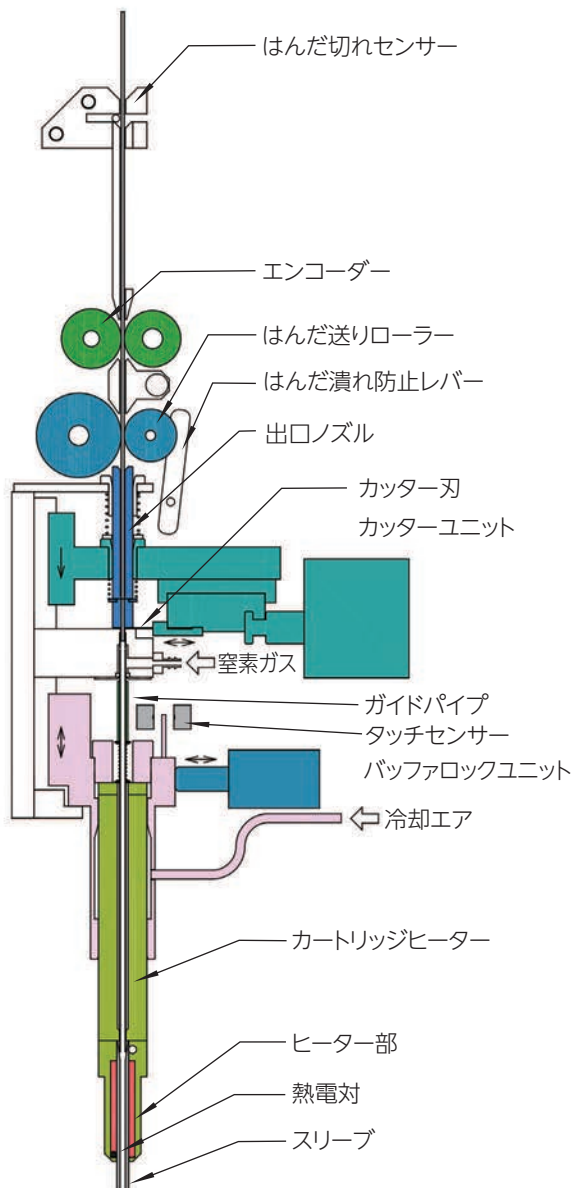 はんだ切れセンサー
エンコーダー
はんだ送りローラー
はんだ潰れ防止レバー
出口ノズル
カッター刃
カッターユニット
窒素ガス
ガイドパイプ
タッチセンサー
バッファロックユニット
冷却エア
カートリッジヒーター
ヒーター部
熱電対
スリーブ